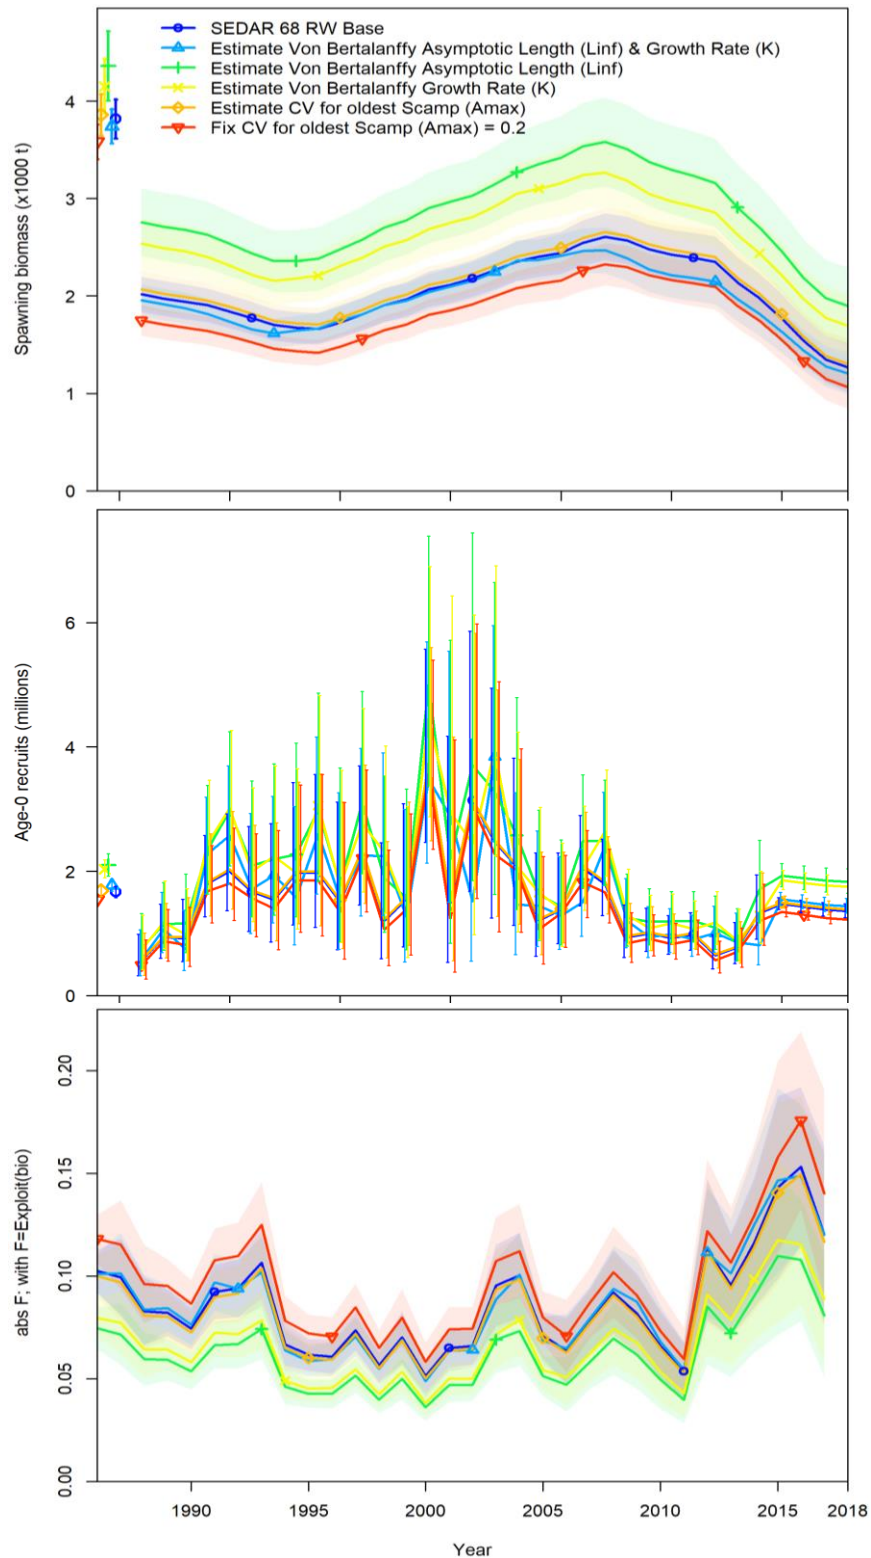 SEDAR 68 RW Base
Estimate Von Bertalanffy Asymptotic Length (Linf) & Growth Rate (K)
Estimate Von Bertalanffy Asymptotic Length (Linf)
Estimate Von Bertalanffy Growth Rate (K)
Estimate CV for oldest Scamp (Amax)
Fix CV for oldest Scamp (Amax) = 0.2
Spawning biomass (x1000 t)
4
3
2
1
0
Age-0 recruits (millions)
6
4
2
0
abs F; with F=Exploit(bio)
0.20
0.15
0.10
0.05
0.00
1990 1995 2000 2005 2010 2015 2018
Year